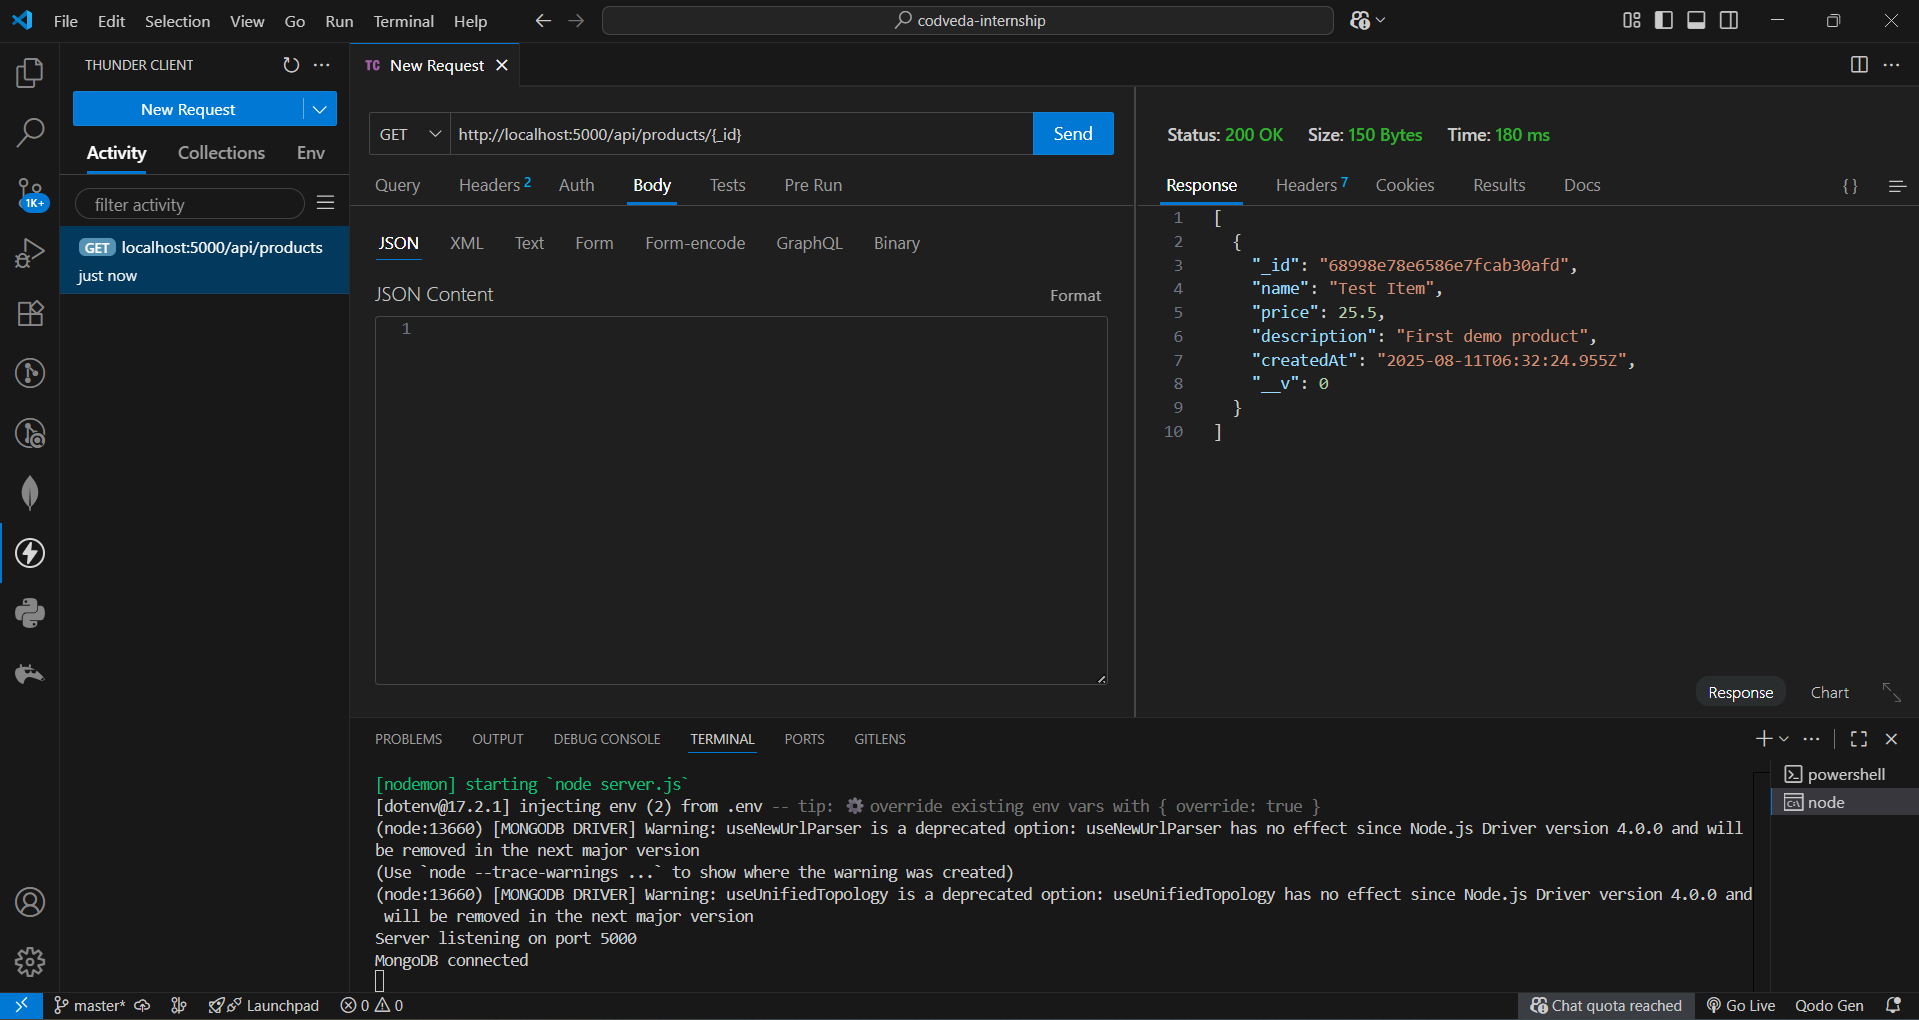 File Edit Selection View Go Run Terminal Help
codveda-internship
THUNDER CLIENT
New Request
Activity Collections Env
filter activity
GET localhost:5000/api/products
just now
1K+
TC New Request
GET http://localhost:5000/api/products/{_id} Send
Query Headers 2 Auth Body Tests Pre Run
JSON XML Text Form Form-encode GraphQL Binary
JSON Content Format
1
Status: 200 OK Size: 150 Bytes Time: 180 ms
Response Headers 7 Cookies Results Docs {}
1 [
2 {
3 "_id": "68998e78e6586e7fcab30afd",
4 "name": "Test Item",
5 "price": 25.5,
6 "description": "First demo product",
7 "createdAt": "2025-08-11T06:32:24.955Z",
8 "__v": 0
9 }
10 ]
Response Chart
PROBLEMS OUTPUT DEBUG CONSOLE TERMINAL PORTS GITLENS
[nodemon] starting `node server.js`
[dotenv@17.2.1] injecting env (2) from .env -- tip: ⚙️ override existing env vars with { override: true }
(node:13660) [MONGODB DRIVER] Warning: useNewUrlParser is a deprecated option: useNewUrlParser has no effect since Node.js Driver version 4.0.0 and will
be removed in the next major version
(Use `node --trace-warnings ...` to show where the warning was created)
(node:13660) [MONGODB DRIVER] Warning: useUnifiedTopology is a deprecated option: useUnifiedTopology has no effect since Node.js Driver version 4.0.0 and
will be removed in the next major version
Server listening on port 5000
MongoDB connected
powershell
node
master* Launchpad 0 0 Chat quota reached Go Live Qodo Gen